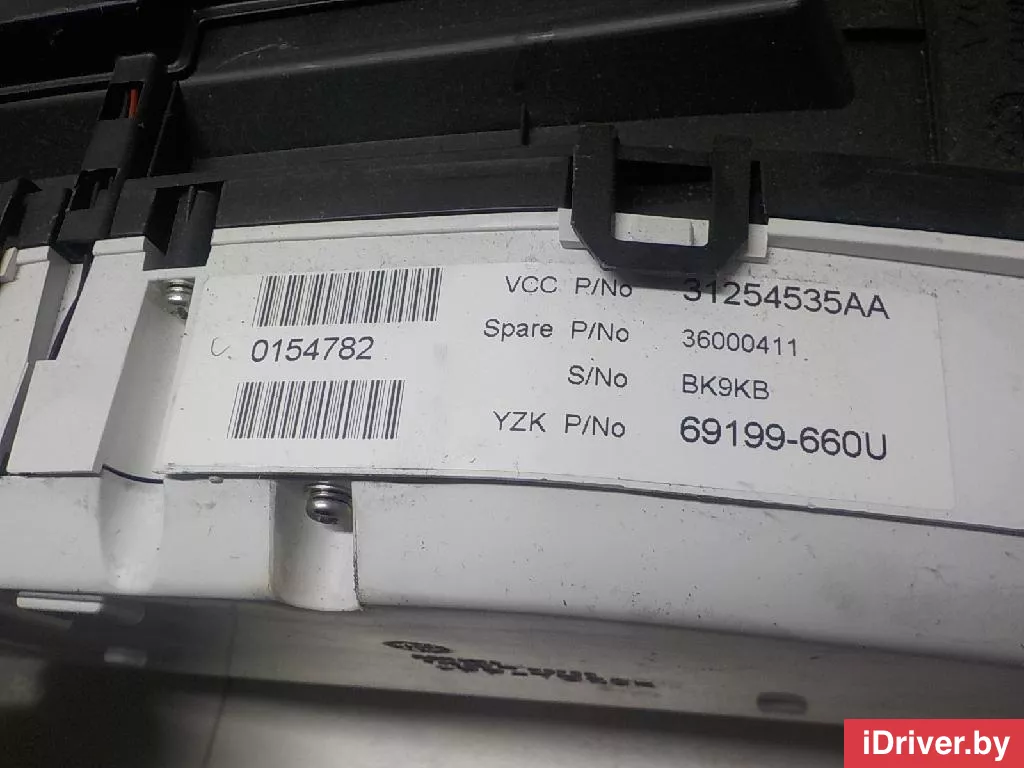 VCC P/No 31254535AA
Spare P/No 36000411
0154782
S/No BK9KB
YZK P/No 69199-660U
iDriver.by